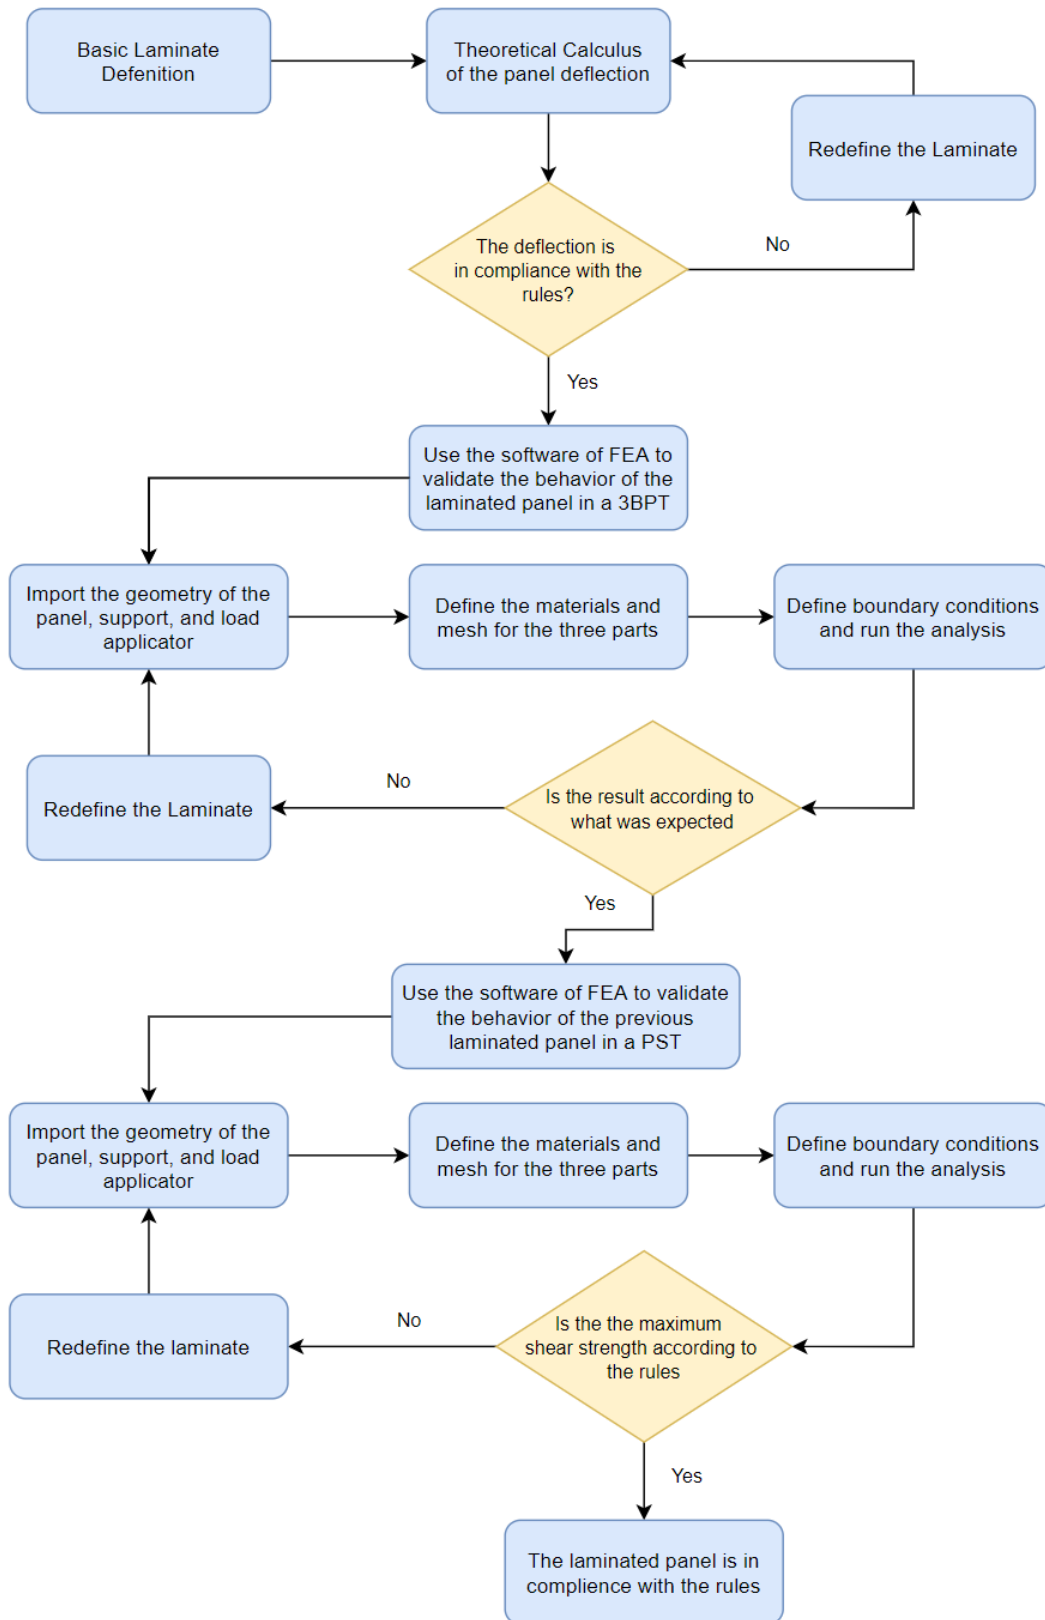 Basic Laminate
Defenition
Theoretical Calculus
of the panel deflection
Redefine the Laminate
The deflection is
in compliance with the
rules?
No
Yes
Use the software of FEA to
validate the behavior of the
laminated panel in a 3BPT
Import the geometry of the
panel, support, and load
applicator
Define the materials and
mesh for the three parts
Define boundary conditions
and run the analysis
Is the result according to
what was expected
No
Redefine the Laminate
Yes
Use the software of FEA to validate
the behavior of the previous
laminated panel in a PST
Import the geometry of the
panel, support, and load
applicator
Define the materials and
mesh for the three parts
Define boundary conditions
and run the analysis
Is the the maximum
shear strength according to
the rules
No
Redefine the laminate
Yes
The laminated panel is in
complience with the rules